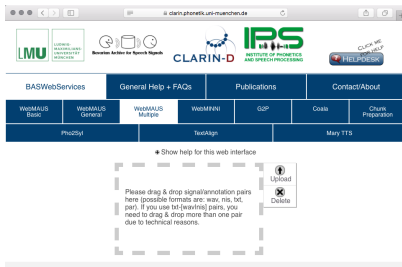 clarin.phonetik.uni-muenchen.de
LMU
LUDWIG-
MAXIMILIANS-
UNIVERSITÄT
MÜNCHEN
Bavarian Archive for Speech Signals
CLARIN-D
IPS
INSTITUTE OF PHONETICS
AND SPEECH PROCESSING
CLICK ME
HELPDESK
BASWebServices
General Help + FAQs
Publications
Contact/About
WebMAUS Basic
WebMAUS General
WebMAUS Multiple
WebMINNI
G2P
Coala
Chunk Preparation
Pho2Syl
TextAlign
Mary TTS
Show help for this web interface
Please drag & drop signal/annotation pairs
here (possible formats are: wav, nis, txt,
par). If you use txt-[wav|nis] pairs, you
need to drag & drop more than one pair
due to technical reasons.
Upload
Delete